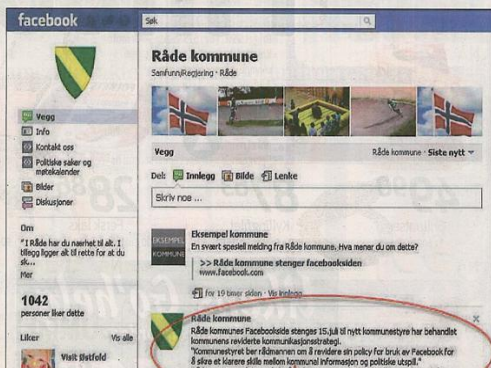 facebook
Søk
Råde kommune
Samfunn/Regjering · Råde
Vegg
Info
Kontakt oss
Politiske saker og
møtekalender
Bilder
Diskusjoner
Om
"I Råde har du nærhet til alt. I
tillegg ligger alt til rette for at du
sk...
Mer
1042
personer liker dette
Liker Vis alle
Visit Østfold
Vegg Råde kommune · Siste nytt
Del: Innlegg Bilde Lenke
Skriv noe ...
EKSEMPEL
KOMMUNE
Eksempel kommune
En svært spesiell melding fra Råde kommune. Hva mener du om dette?
>> Råde kommune stenger facebooksiden
www.facebook.com
for 19 timer siden · Vis innlegg
Råde kommune
Råde kommunes Facebookside stenges 15.juli til nytt kommunestyre har behandlet
kommunens reviderte kommunikasjonsstrategi.
"Kommunestyret ber rådmannen om å revidere sin policy for bruk av Facebook for
å sikre et klarere skille mellom kommunal informasjon og politiske utspill."